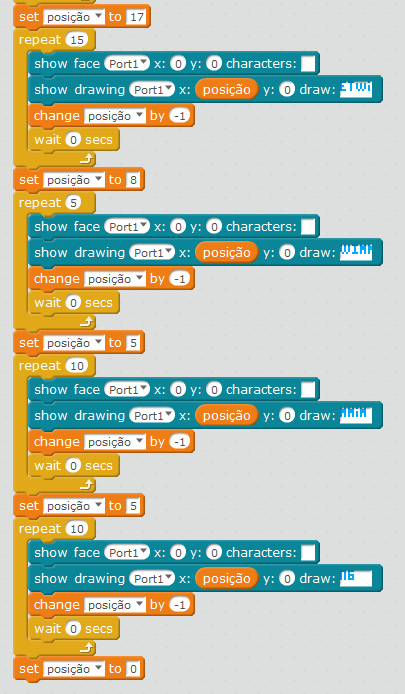 set posição to 17
repeat 15
show face Port1 x: 0 y: 0 characters:
show drawing Port1 x: posição y: 0 draw:
change posição by -1
wait 0 secs
set posição to 8
repeat 5
show face Port1 x: 0 y: 0 characters:
show drawing Port1 x: posição y: 0 draw:
change posição by -1
wait 0 secs
set posição to 5
repeat 10
show face Port1 x: 0 y: 0 characters:
show drawing Port1 x: posição y: 0 draw:
change posição by -1
wait 0 secs
set posição to 5
repeat 10
show face Port1 x: 0 y: 0 characters:
show drawing Port1 x: posição y: 0 draw:
change posição by -1
wait 0 secs
set posição to 0